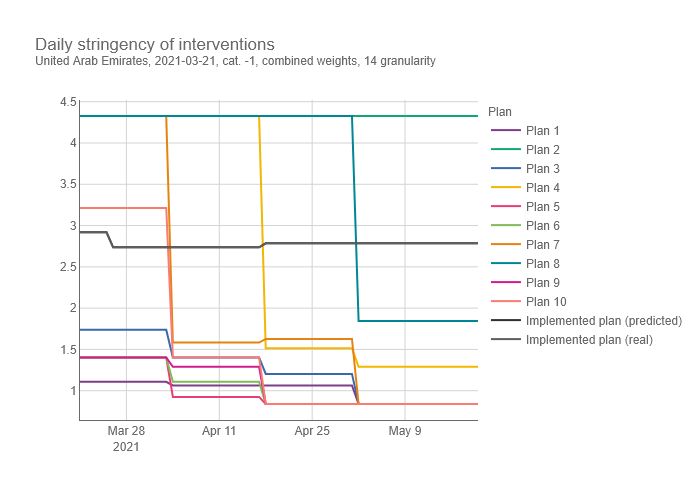 Daily stringency of interventions
United Arab Emirates, 2021-03-21, cat. -1, combined weights, 14 granularity
4.5
4
3.5
3
2.5
2
1.5
1
Mar 28
2021
Apr 11
Apr 25
May 9
Plan
Plan 1
Plan 2
Plan 3
Plan 4
Plan 5
Plan 6
Plan 7
Plan 8
Plan 9
Plan 10
Implemented plan (predicted)
Implemented plan (real)